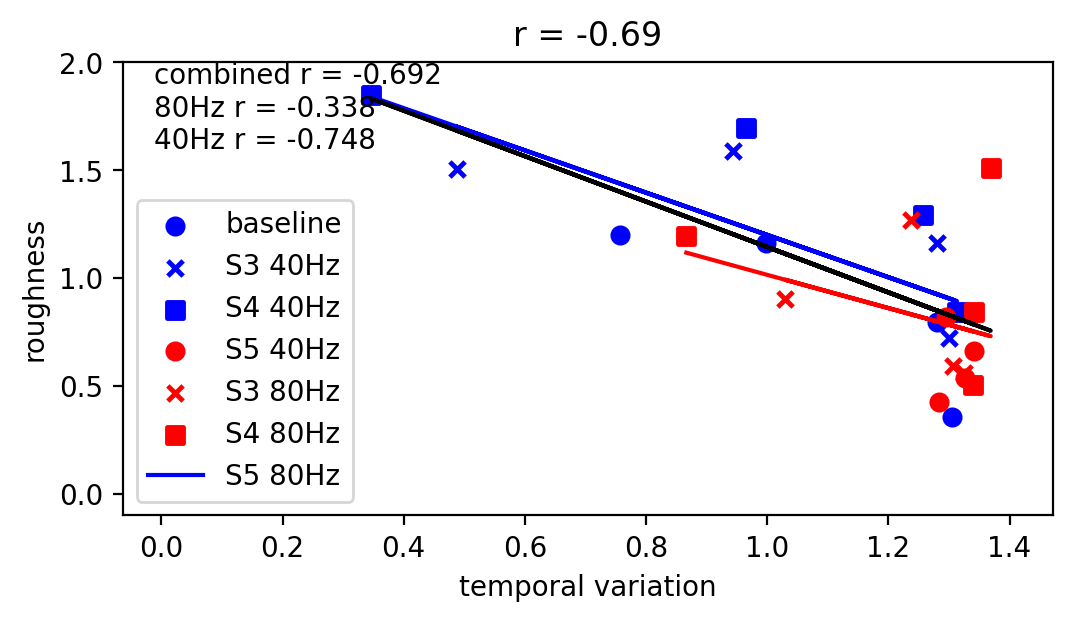 r = -0.69
combined r = -0.692
80Hz r = -0.338
40Hz r = -0.748
baseline
S3 40Hz
S4 40Hz
S5 40Hz
S3 80Hz
S4 80Hz
S5 80Hz
2.0
1.5
1.0
0.5
0.0
roughness
0.0 0.2 0.4 0.6 0.8 1.0 1.2 1.4
temporal variation